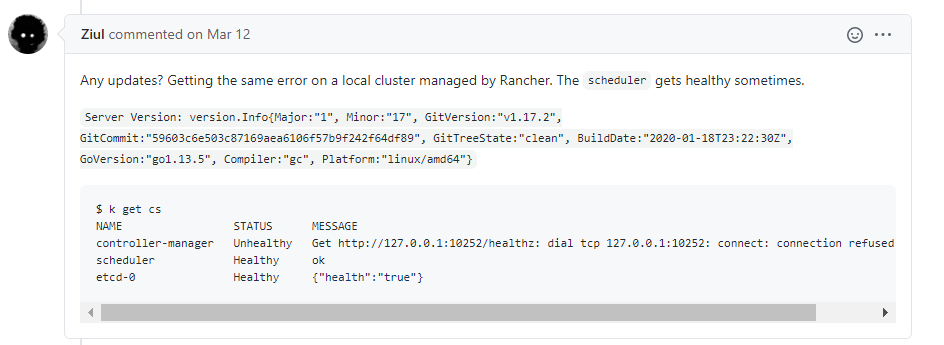 Ziul commented on Mar 12
Any updates? Getting the same error on a local cluster managed by Rancher. The scheduler gets healthy sometimes.
Server Version: version.Info{Major:"1", Minor:"17", GitVersion:"v1.17.2",
GitCommit:"59603c6e503c87169aea6106f57b9f242f64df89", GitTreeState:"clean", BuildDate:"2020-01-18T23:22:30Z",
GoVersion:"go1.13.5", Compiler:"gc", Platform:"linux/amd64"}
$ k get cs
NAME STATUS MESSAGE
controller-manager Unhealthy Get http://127.0.0.1:10252/healthz: dial tcp 127.0.0.1:10252: connect: connection refused
scheduler Healthy ok
etcd-0 Healthy {"health":"true"}